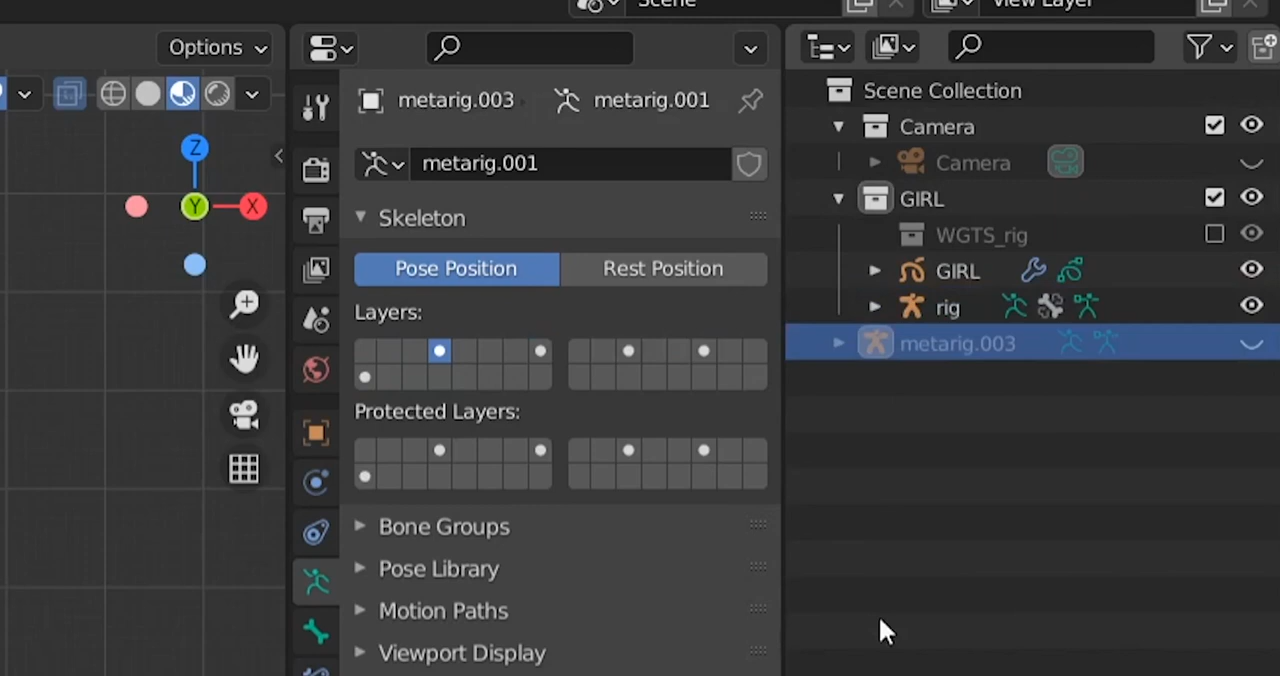 Scene
View Layer
Options
metarig.003
metarig.001
Scene Collection
Camera
Z
metarig.001
Camera
Y
X
Skeleton
GIRL
WGTS_rig
Pose Position
Rest Position
GIRL
Layers:
rig
metarig.003
Protected Layers:
Bone Groups
Pose Library
Motion Paths
Viewport Display